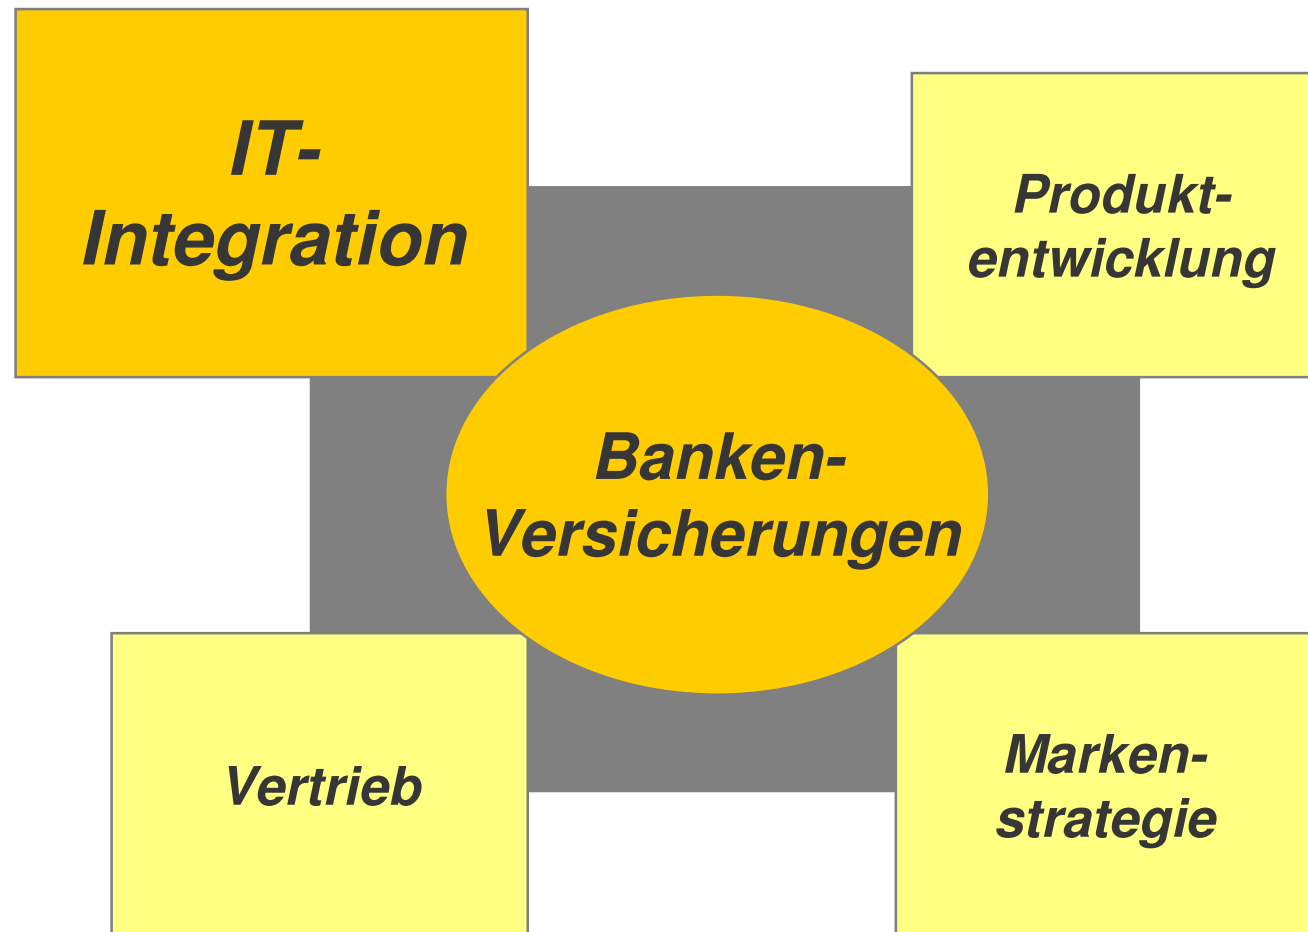 IT-
Integration
Produkt-
entwicklung
Banken-
Versicherungen
Vertrieb
Marken-
strategie